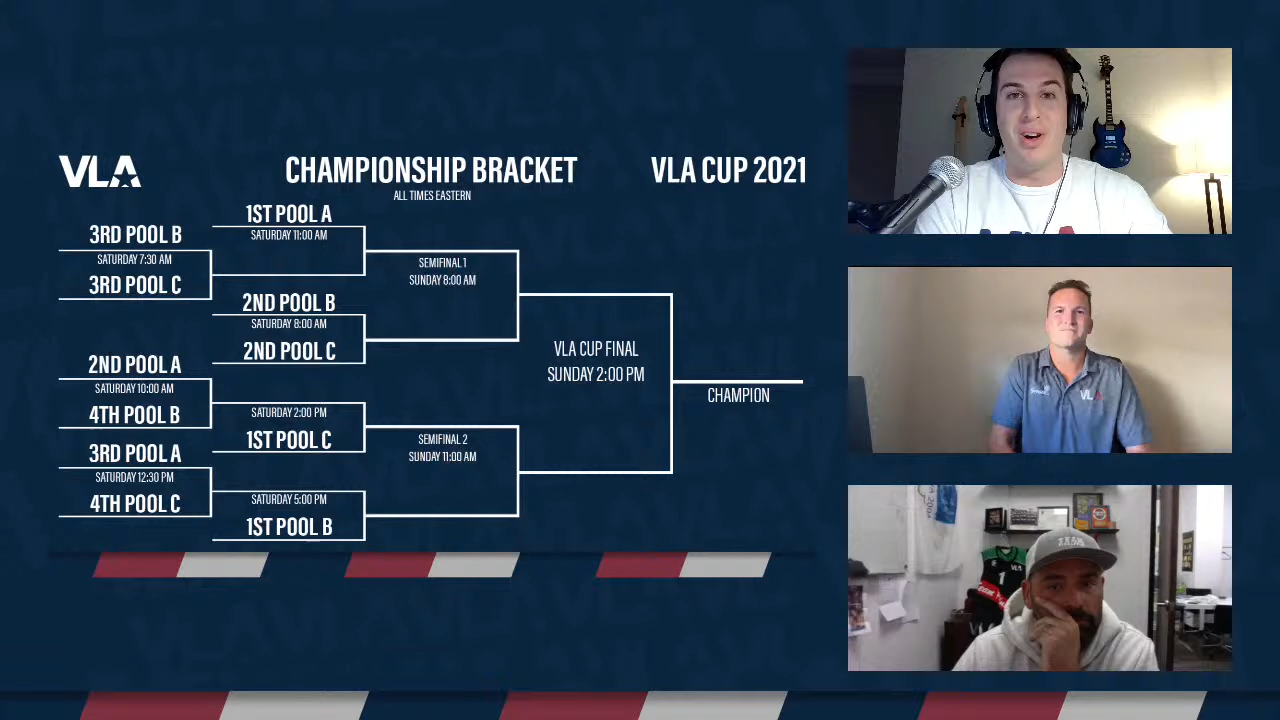 VLA
CHAMPIONSHIP BRACKET
VLA CUP 2021
ALL TIMES EASTERN
3RD POOL B
SATURDAY 7:30 AM
3RD POOL C
1ST POOL A
SATURDAY 11:00 AM
2ND POOL B
SATURDAY 8:00 AM
2ND POOL C
SEMIFINAL 1
SUNDAY 8:00 AM
2ND POOL A
SATURDAY 10:00 AM
4TH POOL B
3RD POOL A
SATURDAY 12:30 PM
4TH POOL C
SATURDAY 2:00 PM
1ST POOL C
SATURDAY 5:00 PM
1ST POOL B
SEMIFINAL 2
SUNDAY 11:00 AM
VLA CUP FINAL
SUNDAY 2:00 PM
CHAMPION
VLA
VLA
1